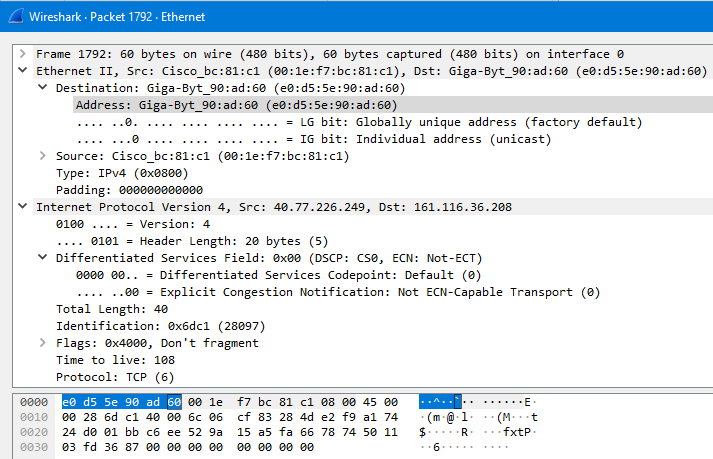 Wireshark · Packet 1792 · Ethernet
Frame 1792: 60 bytes on wire (480 bits), 60 bytes captured (480 bits) on interface 0
Ethernet II, Src: Cisco_bc:81:c1 (00:1e:f7:bc:81:c1), Dst: Giga-Byt_90:ad:60 (e0:d5:5e:90:ad:60)
Destination: Giga-Byt_90:ad:60 (e0:d5:5e:90:ad:60)
Address: Giga-Byt_90:ad:60 (e0:d5:5e:90:ad:60)
.... ..0. .... .... .... .... = LG bit: Globally unique address (factory default)
.... ...0 .... .... .... .... = IG bit: Individual address (unicast)
Source: Cisco_bc:81:c1 (00:1e:f7:bc:81:c1)
Type: IPv4 (0x0800)
Padding: 000000000000
Internet Protocol Version 4, Src: 40.77.226.249, Dst: 161.116.36.208
0100 .... = Version: 4
.... 0101 = Header Length: 20 bytes (5)
Differentiated Services Field: 0x00 (DSCP: CS0, ECN: Not-ECT)
0000 00.. = Differentiated Services Codepoint: Default (0)
.... ..00 = Explicit Congestion Notification: Not ECN-Capable Transport (0)
Total Length: 40
Identification: 0x6dc1 (28097)
Flags: 0x4000, Don't fragment
Time to live: 108
Protocol: TCP (6)
0000 e0 d5 5e 90 ad 60 00 1e f7 bc 81 c1 08 00 45 00 ··^··`·· ······E·
0010 00 28 6d c1 40 00 6c 06 cf 83 28 4d e2 f9 a1 74 ·(m·@·l· ··(M···t
0020 24 d0 01 bb c6 ee 52 9a 15 a5 fa 66 78 74 50 11 $·····R· ···fxtP·
0030 03 fd 36 87 00 00 00 00 00 00 00 00 ··6····· ····